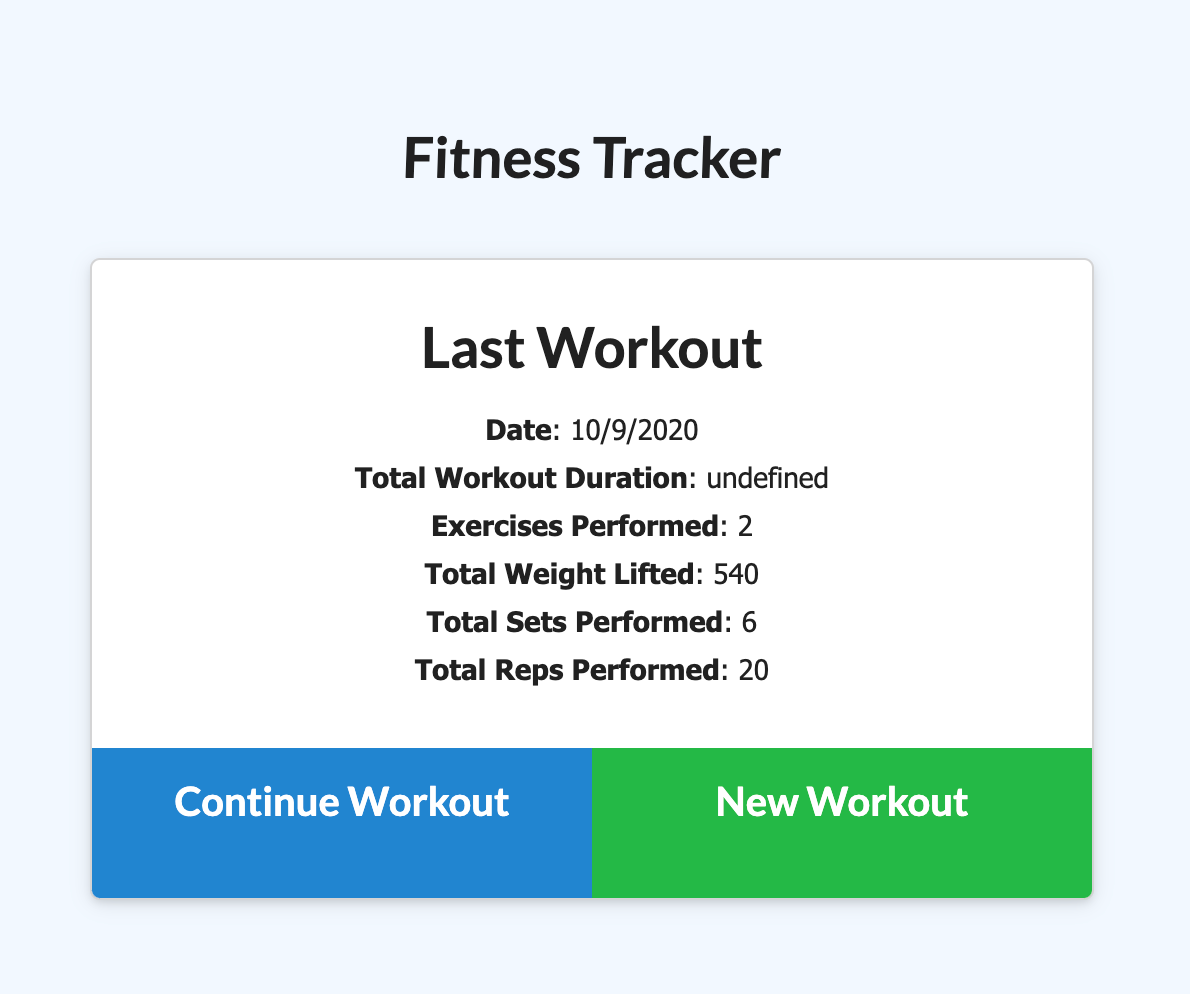 Fitness Tracker
Last Workout
Date: 10/9/2020
Total Workout Duration: undefined
Exercises Performed: 2
Total Weight Lifted: 540
Total Sets Performed: 6
Total Reps Performed: 20
Continue Workout
New Workout